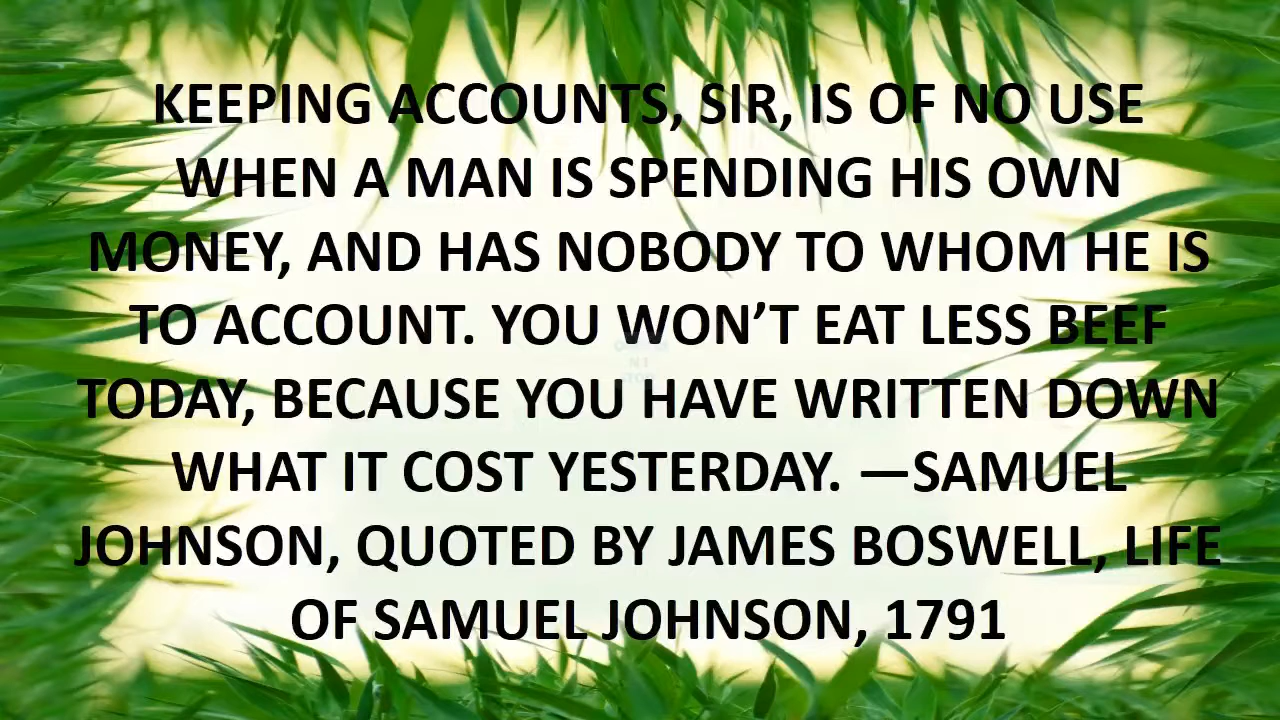 KEEPING ACCOUNTS, SIR, IS OF NO USE
WHEN A MAN IS SPENDING HIS OWN
MONEY, AND HAS NOBODY TO WHOM HE IS
TO ACCOUNT. YOU WON’T EAT LESS BEEF
TODAY, BECAUSE YOU HAVE WRITTEN DOWN
WHAT IT COST YESTERDAY. —SAMUEL
JOHNSON, QUOTED BY JAMES BOSWELL, LIFE
OF SAMUEL JOHNSON, 1791